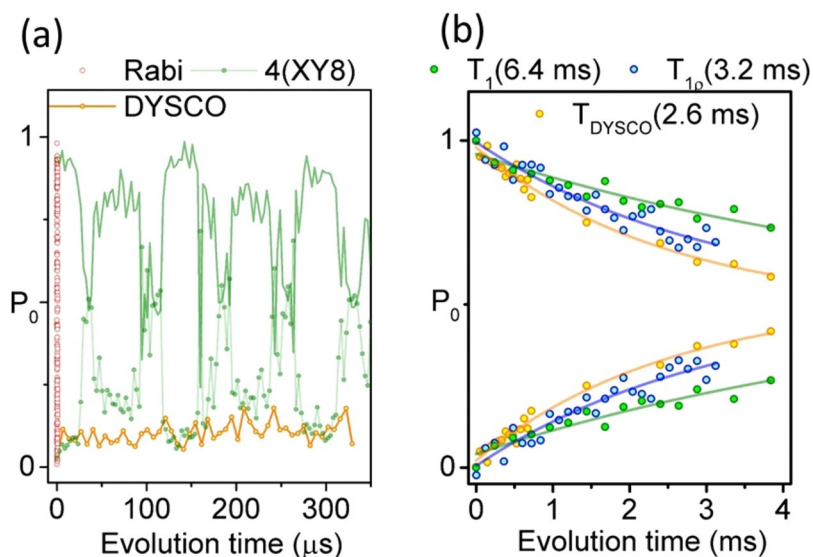 (a)
Rabi 4(XY8)
DYSCO
1
P0
0
0 100 200 300
Evolution time (μs)
(b)
T1(6.4 ms) T1ρ(3.2 ms)
TDYSCO(2.6 ms)
1
P0
0
0 1 2 3 4
Evolution time (ms)